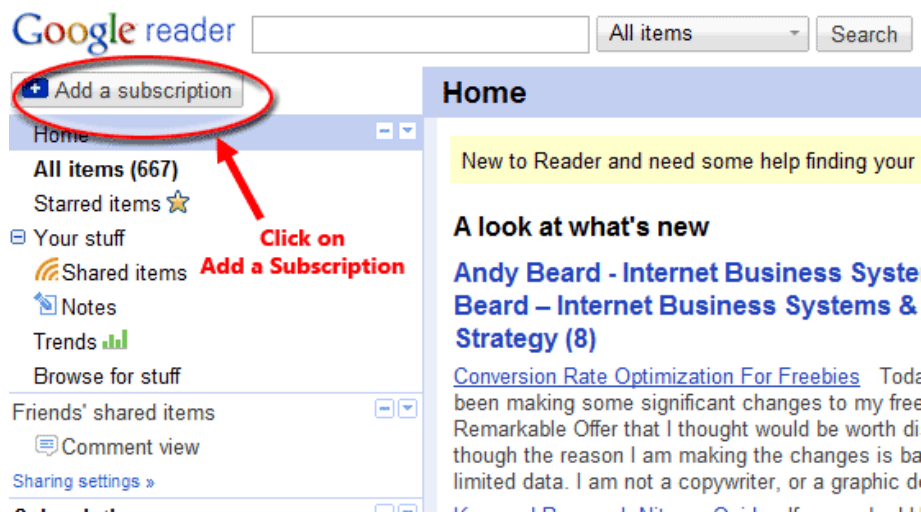 Google reader
All items
Search
Add a subscription
Home
All items (667)
Starred items
Your stuff
Shared items
Notes
Trends
Browse for stuff
Friends' shared items
Comment view
Sharing settings »
Click on
Add a Subscription
Home
New to Reader and need some help finding your
A look at what's new
Andy Beard - Internet Business Syste
Beard – Internet Business Systems &
Strategy (8)
Conversion Rate Optimization For Freebies Toda
been making some significant changes to my free
Remarkable Offer that I thought would be worth di
though the reason I am making the changes is ba
limited data. I am not a copywriter, or a graphic de